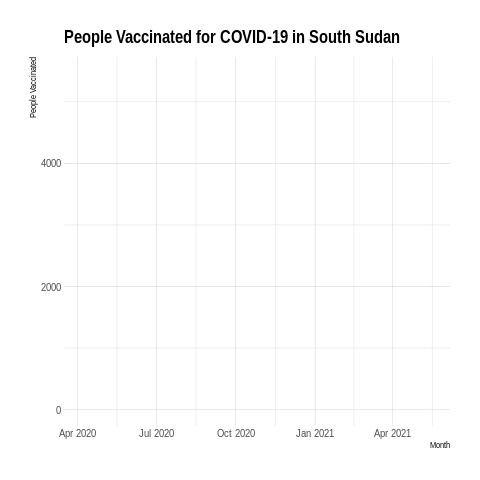 People Vaccinated for COVID-19 in South Sudan
People Vaccinated
4000
2000
0
Apr 2020 Jul 2020 Oct 2020 Jan 2021 Apr 2021
Month